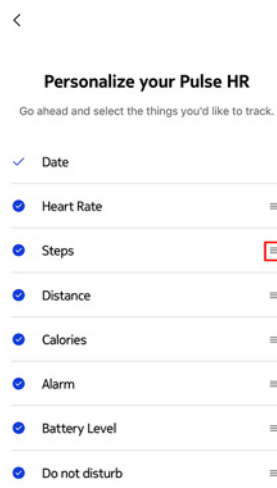 Personalize your Pulse HR
Go ahead and select the things you'd like to track.
Date
Heart Rate
Steps
Distance
Calories
Alarm
Battery Level
Do not disturb